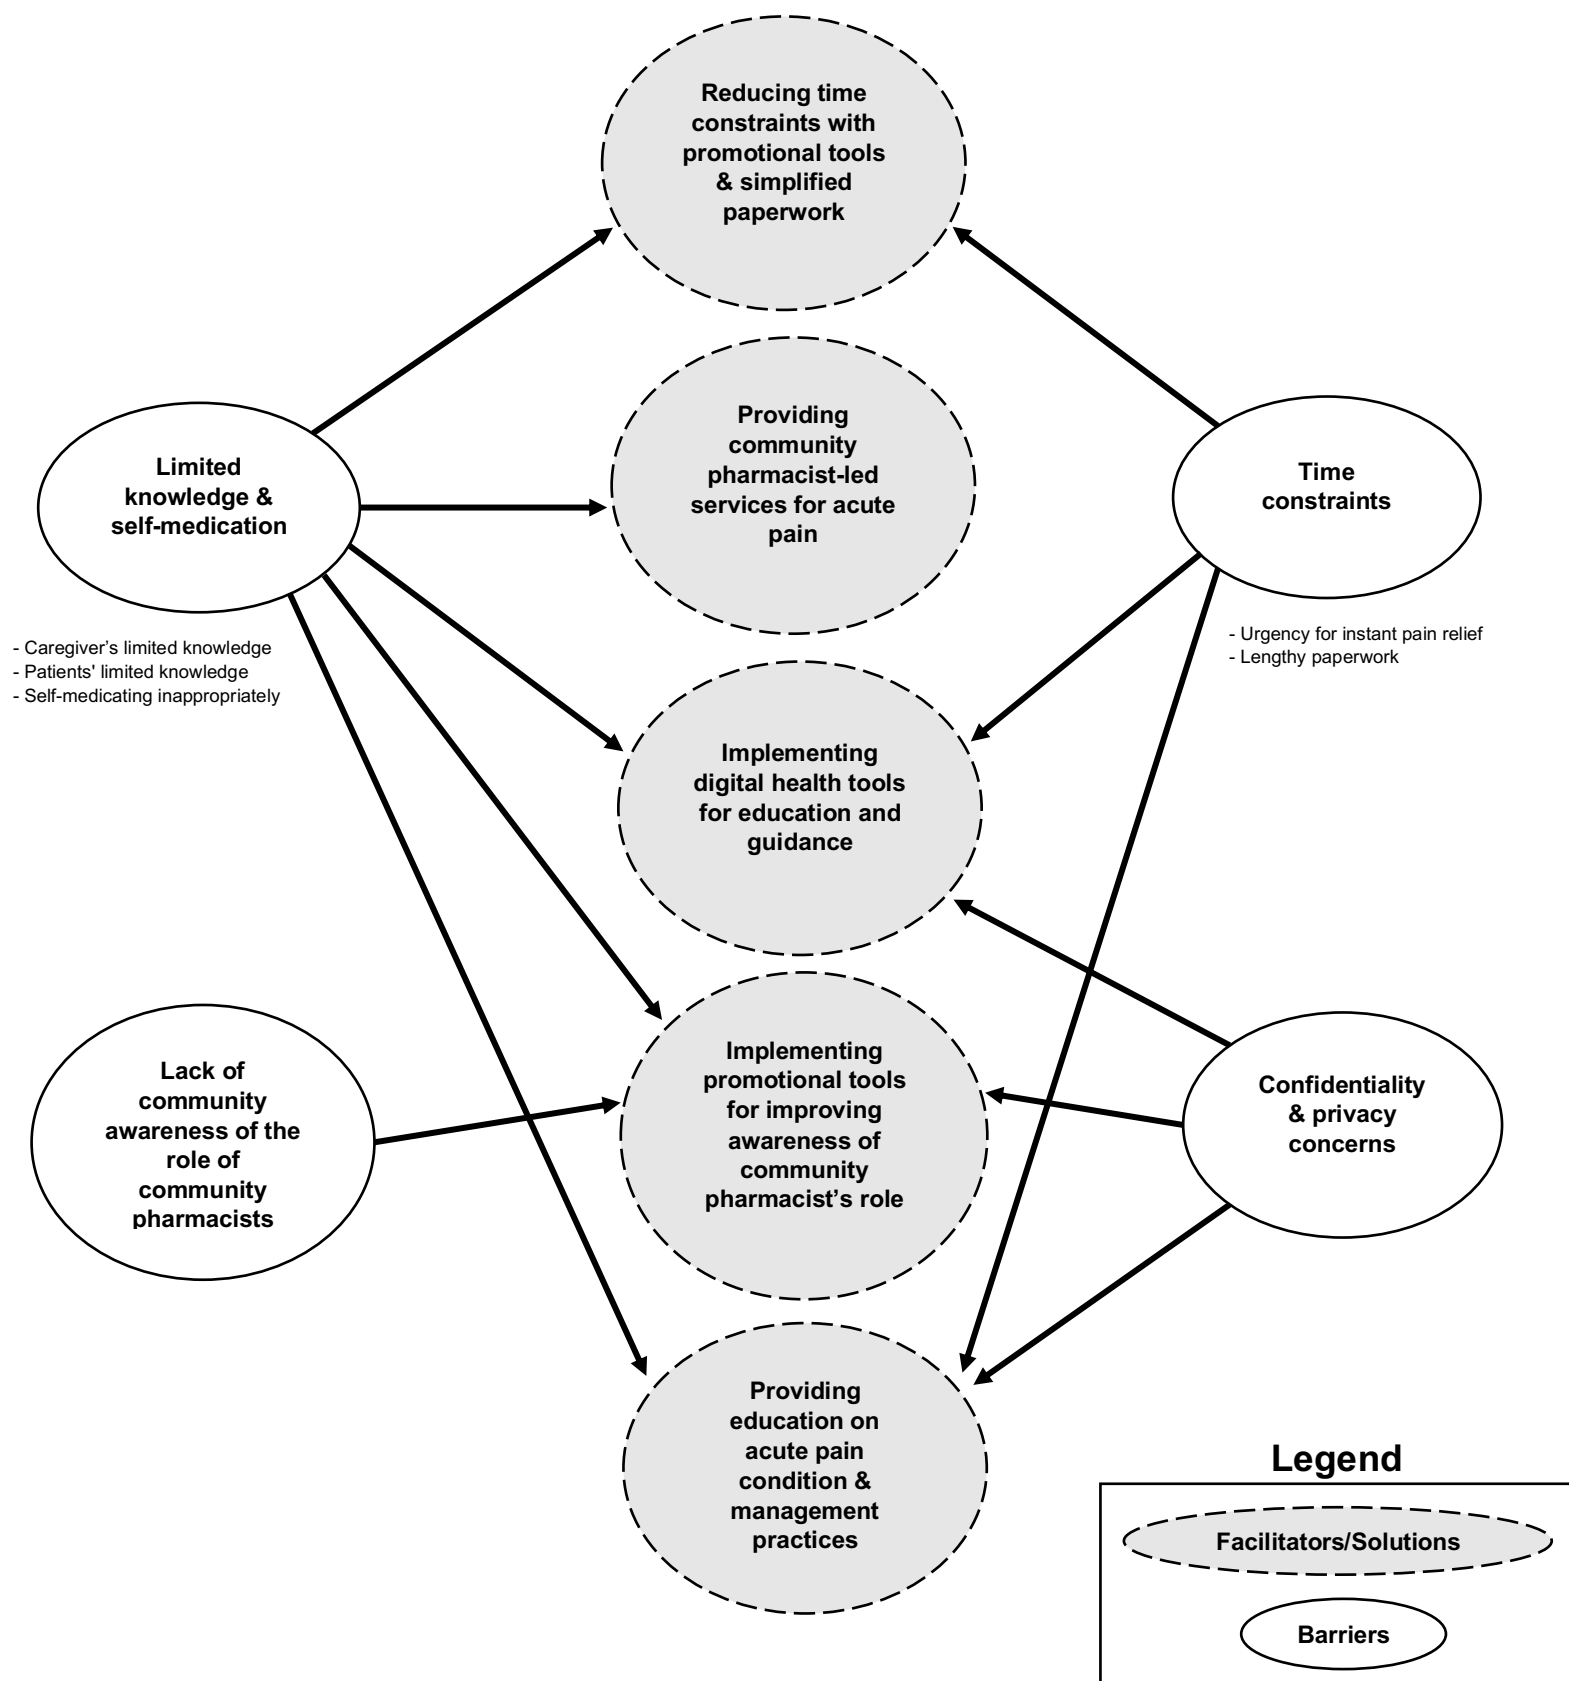 Reducing time
constraints with
promotional tools
& simplified
paperwork
Providing
community
pharmacist-led
services for acute
pain
Limited
knowledge &
self-medication
Time
constraints
- Caregiver’s limited knowledge
- Patients' limited knowledge
- Self-medicating inappropriately
- Urgency for instant pain relief
- Lengthy paperwork
Implementing
digital health tools
for education and
guidance
Lack of
community
awareness of the
role of
community
pharmacists
Implementing
promotional tools
for improving
awareness of
community
pharmacist’s role
Confidentiality
& privacy
concerns
Providing
education on
acute pain
condition &
management
practices
Legend
Facilitators/Solutions
Barriers